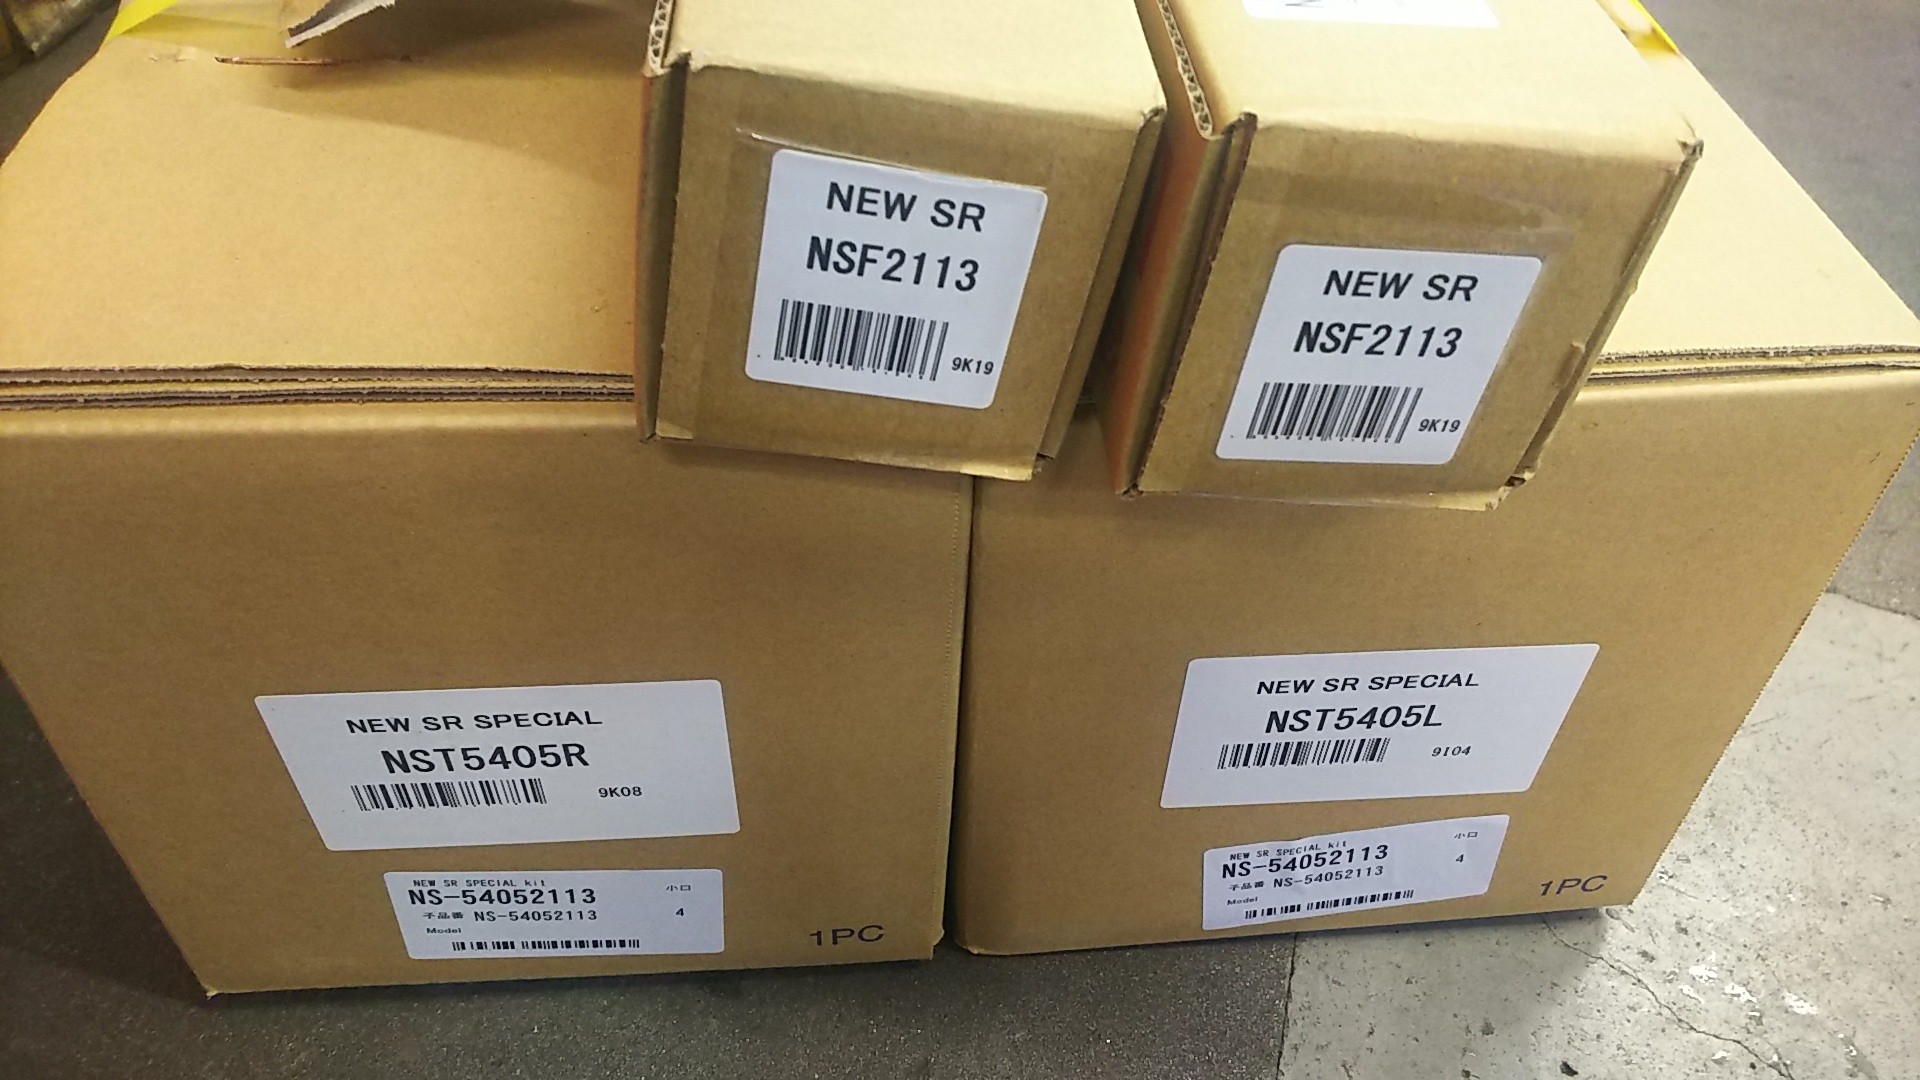 NEW SR
NSF2113
9K19
NEW SR
NSF2113
9K19
NEW SR SPECIAL
NST5405R
9K08
NEW SR SPECIAL kit
小口
NS-54052113
子品番 NS-54052113
4
Model
1PC
NEW SR SPECIAL
NST5405L
9I04
NEW SR SPECIAL kit
小口
NS-54052113
4
子品番 NS-54052113
Model
1PC